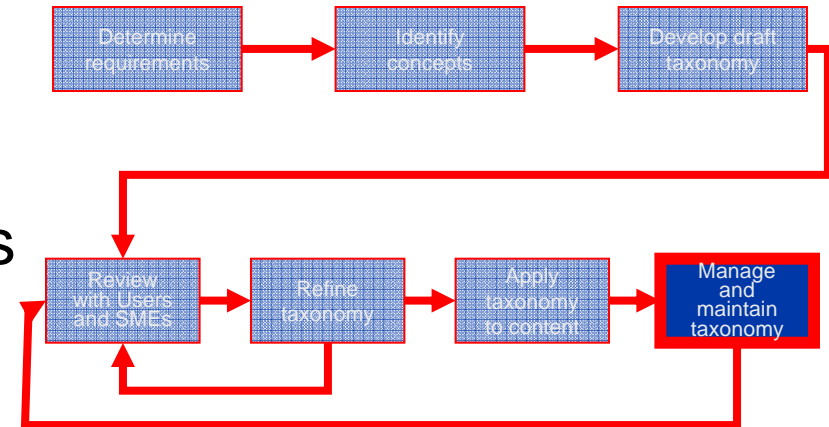 Determine
requirements
Identify
concepts
Develop draft
taxonomy
s
Review
with Users
and SMEs
Refine
taxonomy
Apply
taxonomy
to content
Manage
and
maintain
taxonomy